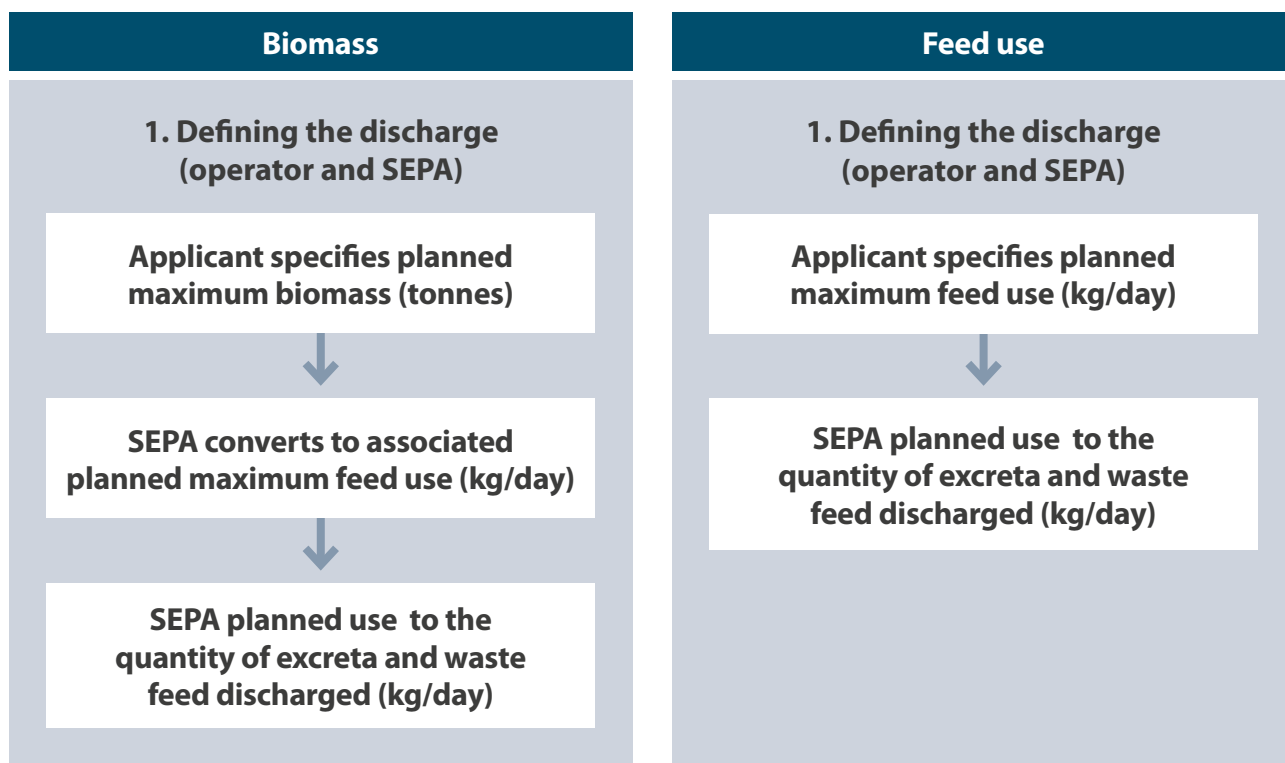 Biomass
1. Defining the discharge
(operator and SEPA)
Applicant specifies planned
maximum biomass (tonnes)
SEPA converts to associated
planned maximum feed use (kg/day)
SEPA planned use  to the
quantity of excreta and waste
feed discharged (kg/day)
Feed use
1. Defining the discharge
(operator and SEPA)
Applicant specifies planned
maximum feed use (kg/day)
SEPA planned use  to the
quantity of excreta and waste
feed discharged (kg/day)